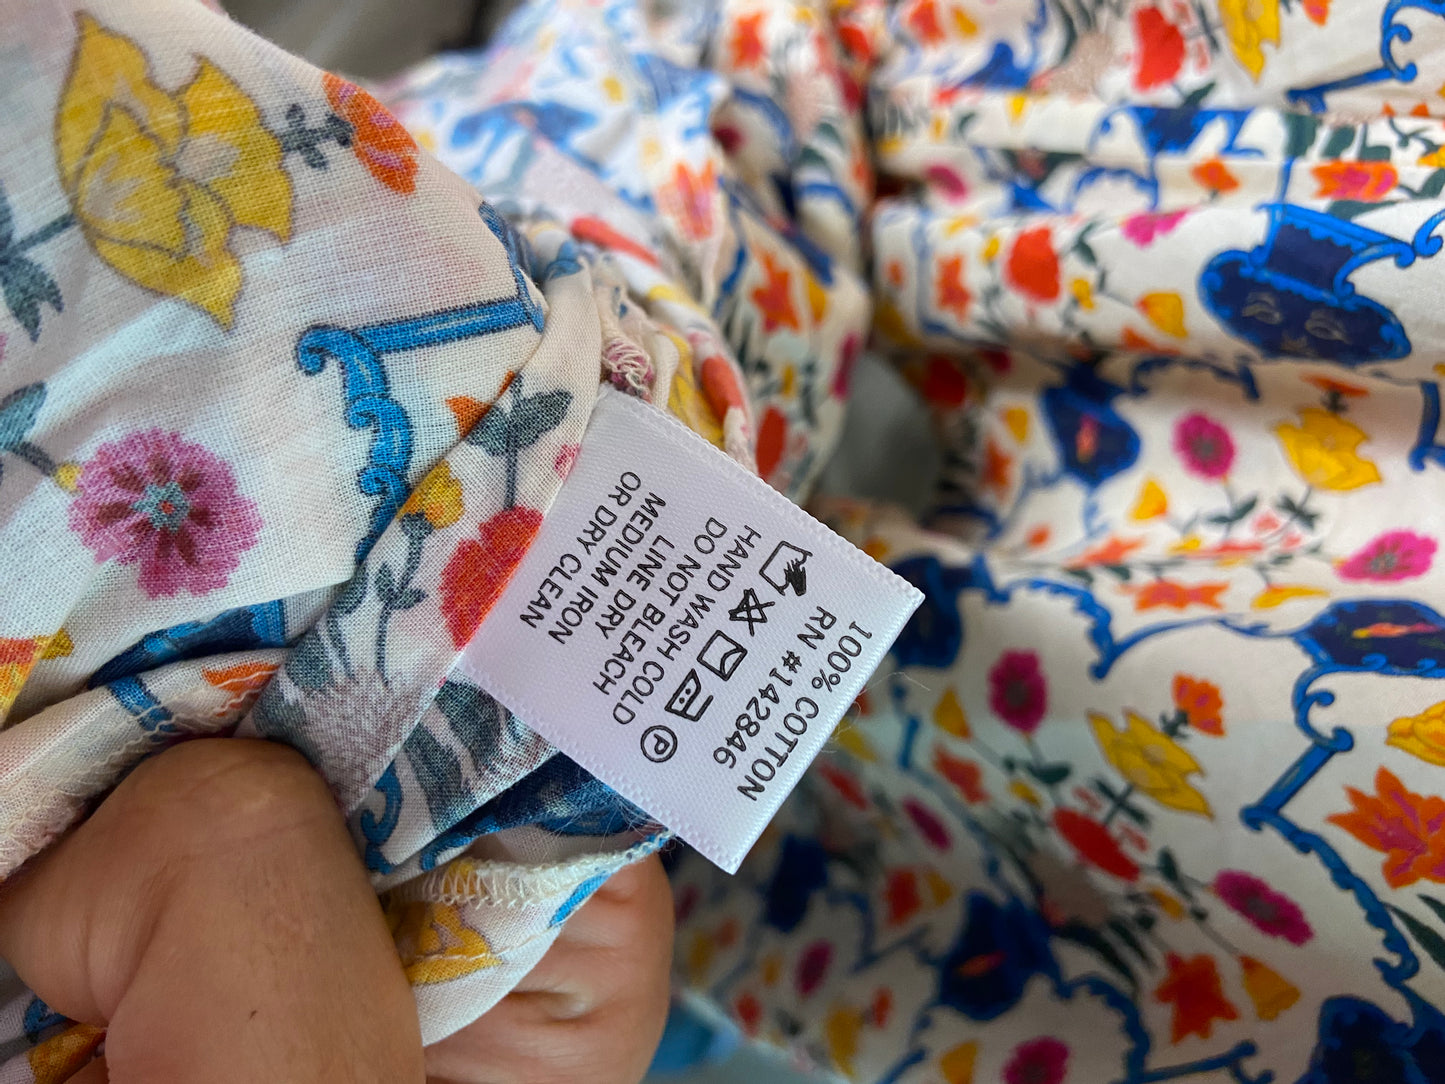 100% COTTON
RN #142846
P
HAND WASH COLD
DO NOT BLEACH
LINE DRY
MEDIUM IRON
OR DRY CLEAN